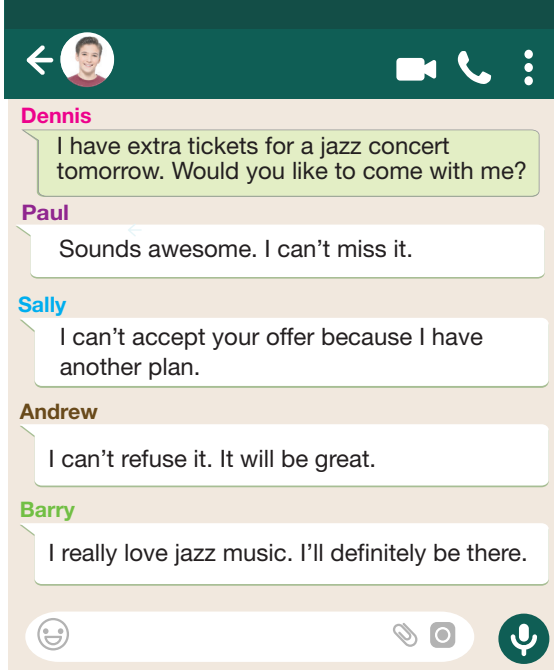 Dennis
I have extra tickets for a jazz concert
tomorrow. Would you like to come with me?
Paul
Sounds awesome. I can’t miss it.
Sally
I can’t accept your offer because I have
another plan.
Andrew
I can’t refuse it. It will be great.
Barry
I really love jazz music. I’ll definitely be there.